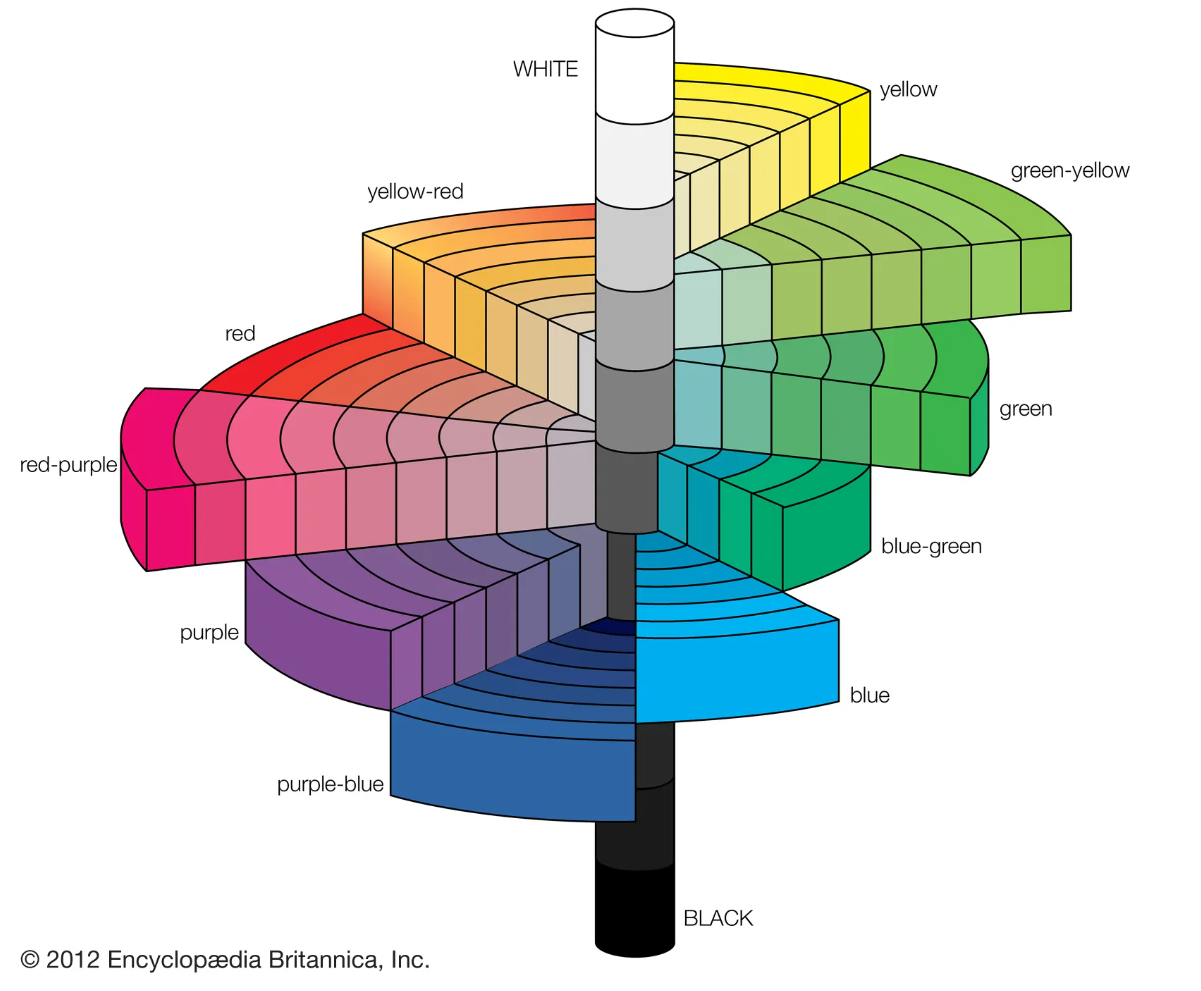 WHITE
yellow
green-yellow
yellow-red
red
green
red-purple
blue-green
purple
blue
purple-blue
BLACK
© 2012 Encyclopædia Britannica, Inc.